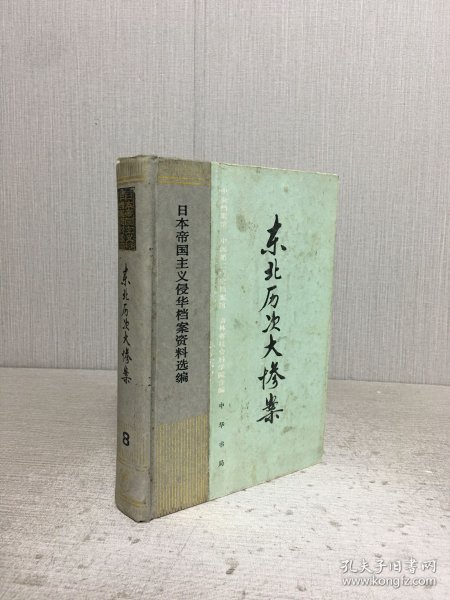 东北历次大惨案
日本帝国主义侵华档案资料选编
中华书局
东北历次大惨案
8
孔夫子旧书网
www.kongfz.com